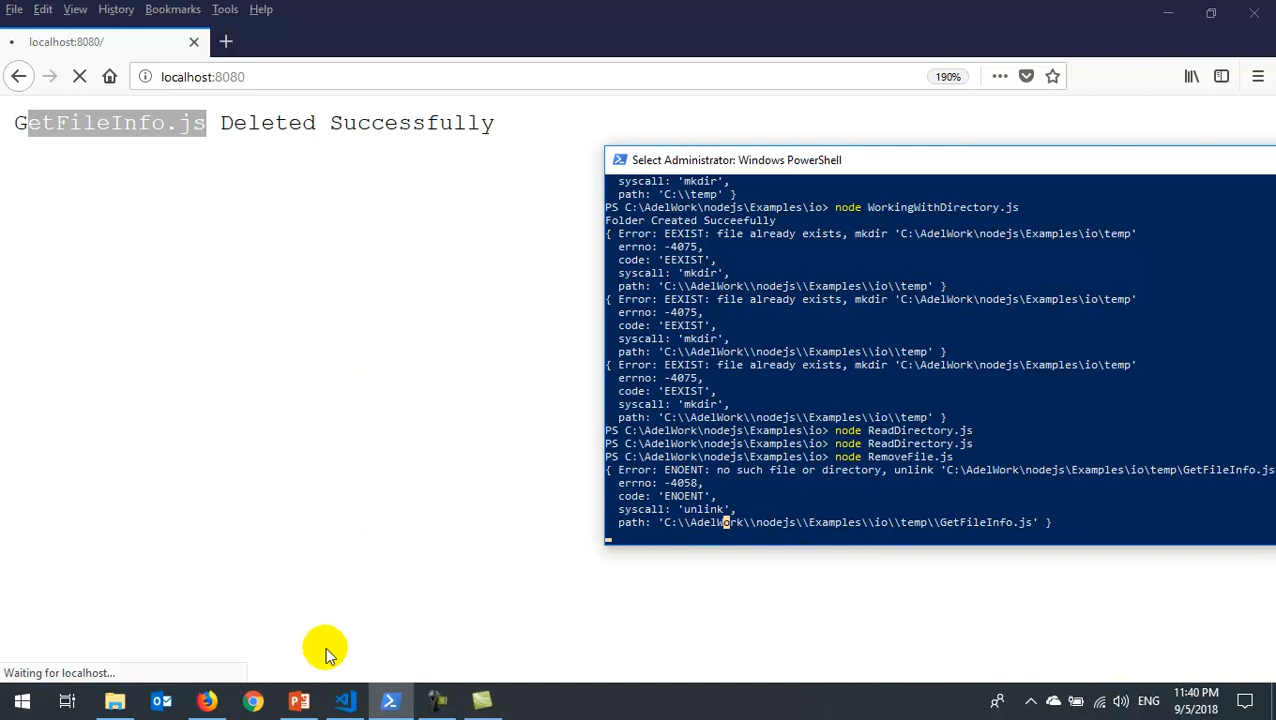 File Edit View History Bookmarks Tools Help
localhost:8080/
localhost:8080 190%
GetFileInfo.js Deleted Successfully
Select Administrator: Windows PowerShell
syscall: 'mkdir',
path: 'C:\\temp' }
PS C:\AdelWork\nodejs\Examples\io> node WorkingWithDirectory.js
Folder Created Succeefully
{ Error: EEXIST: file already exists, mkdir 'C:\AdelWork\nodejs\Examples\io\temp'
errno: -4075,
code: 'EEXIST',
syscall: 'mkdir',
path: 'C:\\AdelWork\\nodejs\\Examples\\io\\temp' }
{ Error: EEXIST: file already exists, mkdir 'C:\AdelWork\nodejs\Examples\io\temp'
errno: -4075,
code: 'EEXIST',
syscall: 'mkdir',
path: 'C:\\AdelWork\\nodejs\\Examples\\io\\temp' }
{ Error: EEXIST: file already exists, mkdir 'C:\AdelWork\nodejs\Examples\io\temp'
errno: -4075,
code: 'EEXIST',
syscall: 'mkdir',
path: 'C:\\AdelWork\\nodejs\\Examples\\io\\temp' }
PS C:\AdelWork\nodejs\Examples\io> node ReadDirectory.js
PS C:\AdelWork\nodejs\Examples\io> node ReadDirectory.js
PS C:\AdelWork\nodejs\Examples\io> node RemoveFile.js
{ Error: ENOENT: no such file or directory, unlink 'C:\AdelWork\nodejs\Examples\io\temp\GetFileInfo.js
errno: -4058,
code: 'ENOENT',
syscall: 'unlink',
path: 'C:\\AdelWork\\nodejs\\Examples\\io\\temp\\GetFileInfo.js' }
Waiting for localhost...
ENG
11:40 PM
9/5/2018